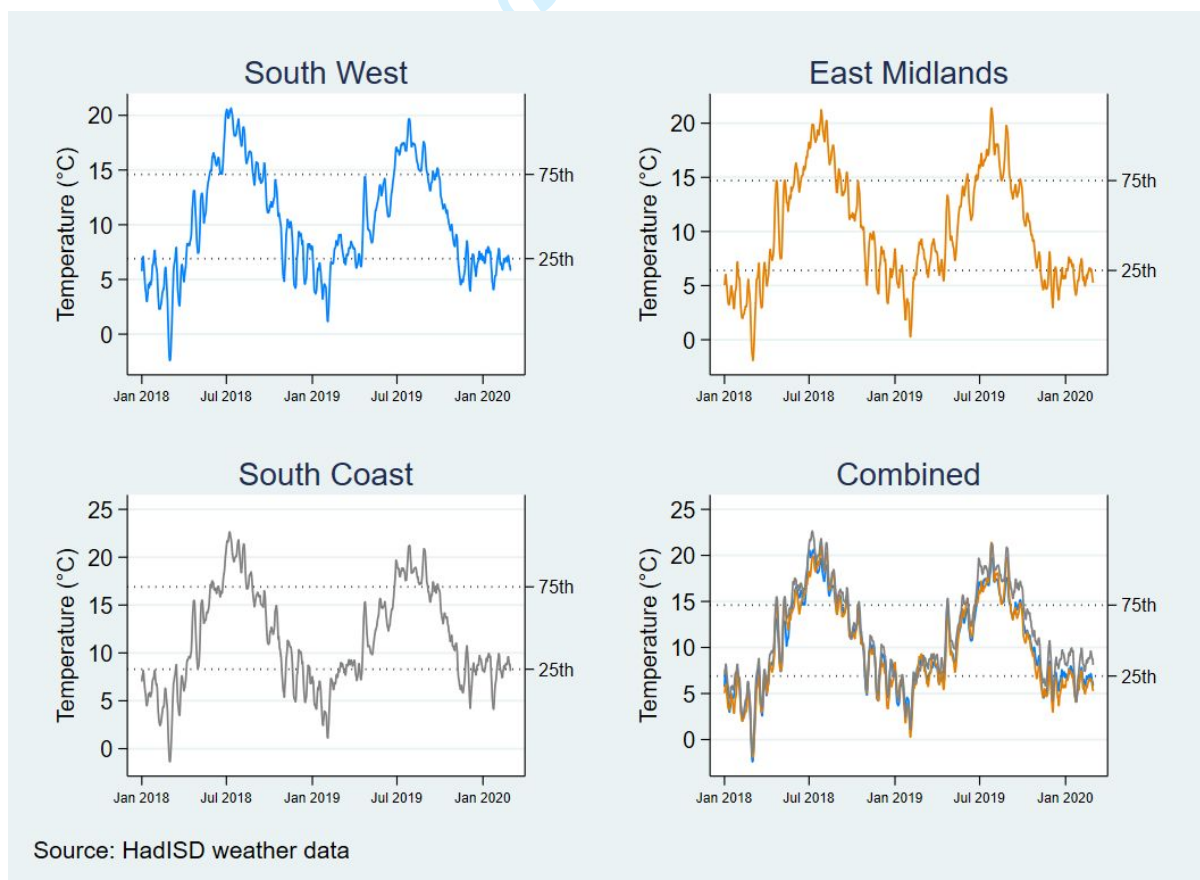 South West
Temperature (°C)
20
15
10
5
0
75th
25th
Jan 2018 Jul 2018 Jan 2019 Jul 2019 Jan 2020
East Midlands
Temperature (°C)
20
15
10
5
0
75th
25th
Jan 2018 Jul 2018 Jan 2019 Jul 2019 Jan 2020
South Coast
Temperature (°C)
25
20
15
10
5
0
75th
25th
Jan 2018 Jul 2018 Jan 2019 Jul 2019 Jan 2020
Combined
Temperature (°C)
25
20
15
10
5
0
75th
25th
Jan 2018 Jul 2018 Jan 2019 Jul 2019 Jan 2020
Source: HadISD weather data